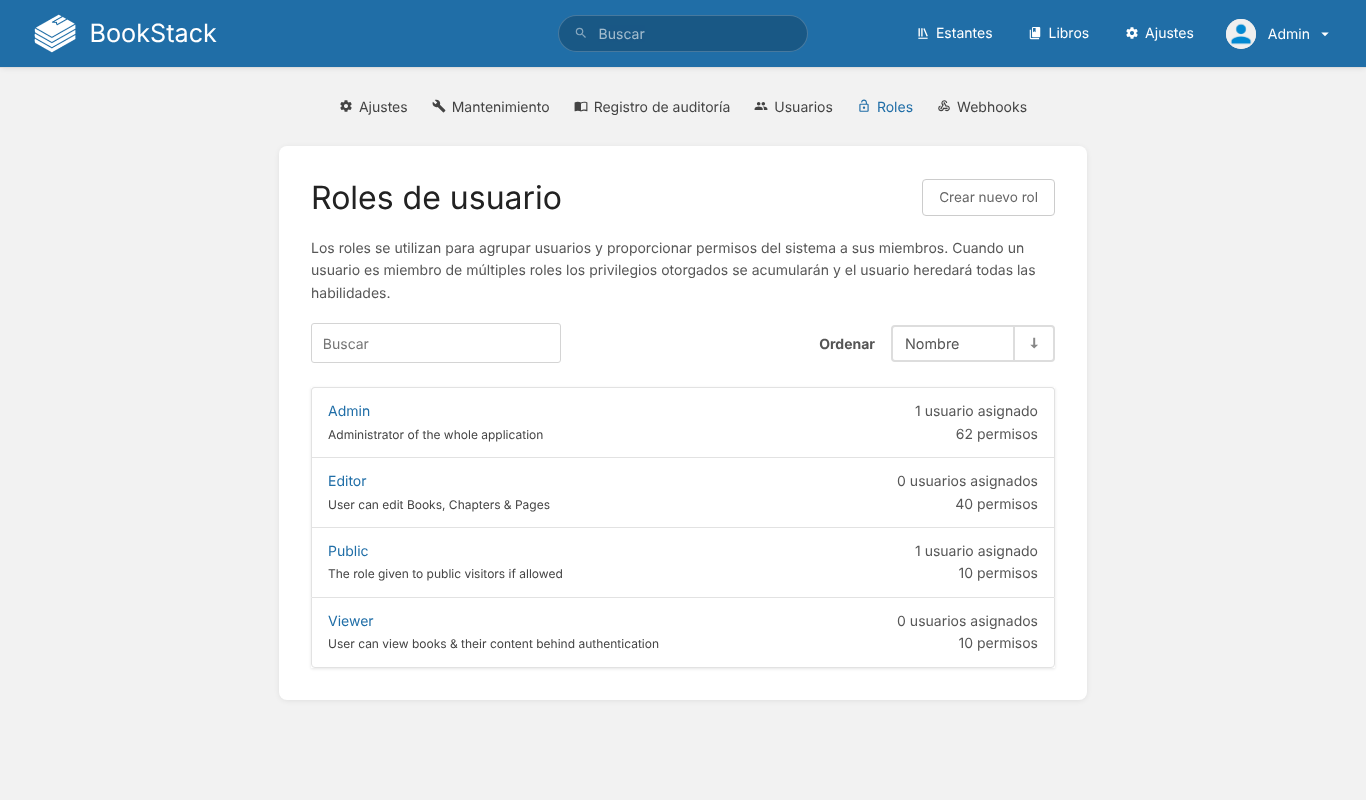 BookStack
Buscar
Estantes
Libros
Ajustes
Admin
Ajustes
Mantenimiento
Registro de auditoría
Usuarios
Roles
Webhooks
Roles de usuario
Crear nuevo rol
Los roles se utilizan para agrupar usuarios y proporcionar permisos del sistema a sus miembros. Cuando un
usuario es miembro de múltiples roles los privilegios otorgados se acumularán y el usuario heredará todas las
habilidades.
Buscar
Ordenar
Nombre
Admin
1 usuario asignado
Administrator of the whole application
62 permisos
Editor
0 usuarios asignados
User can edit Books, Chapters & Pages
40 permisos
Public
1 usuario asignado
The role given to public visitors if allowed
10 permisos
Viewer
0 usuarios asignados
User can view books & their content behind authentication
10 permisos